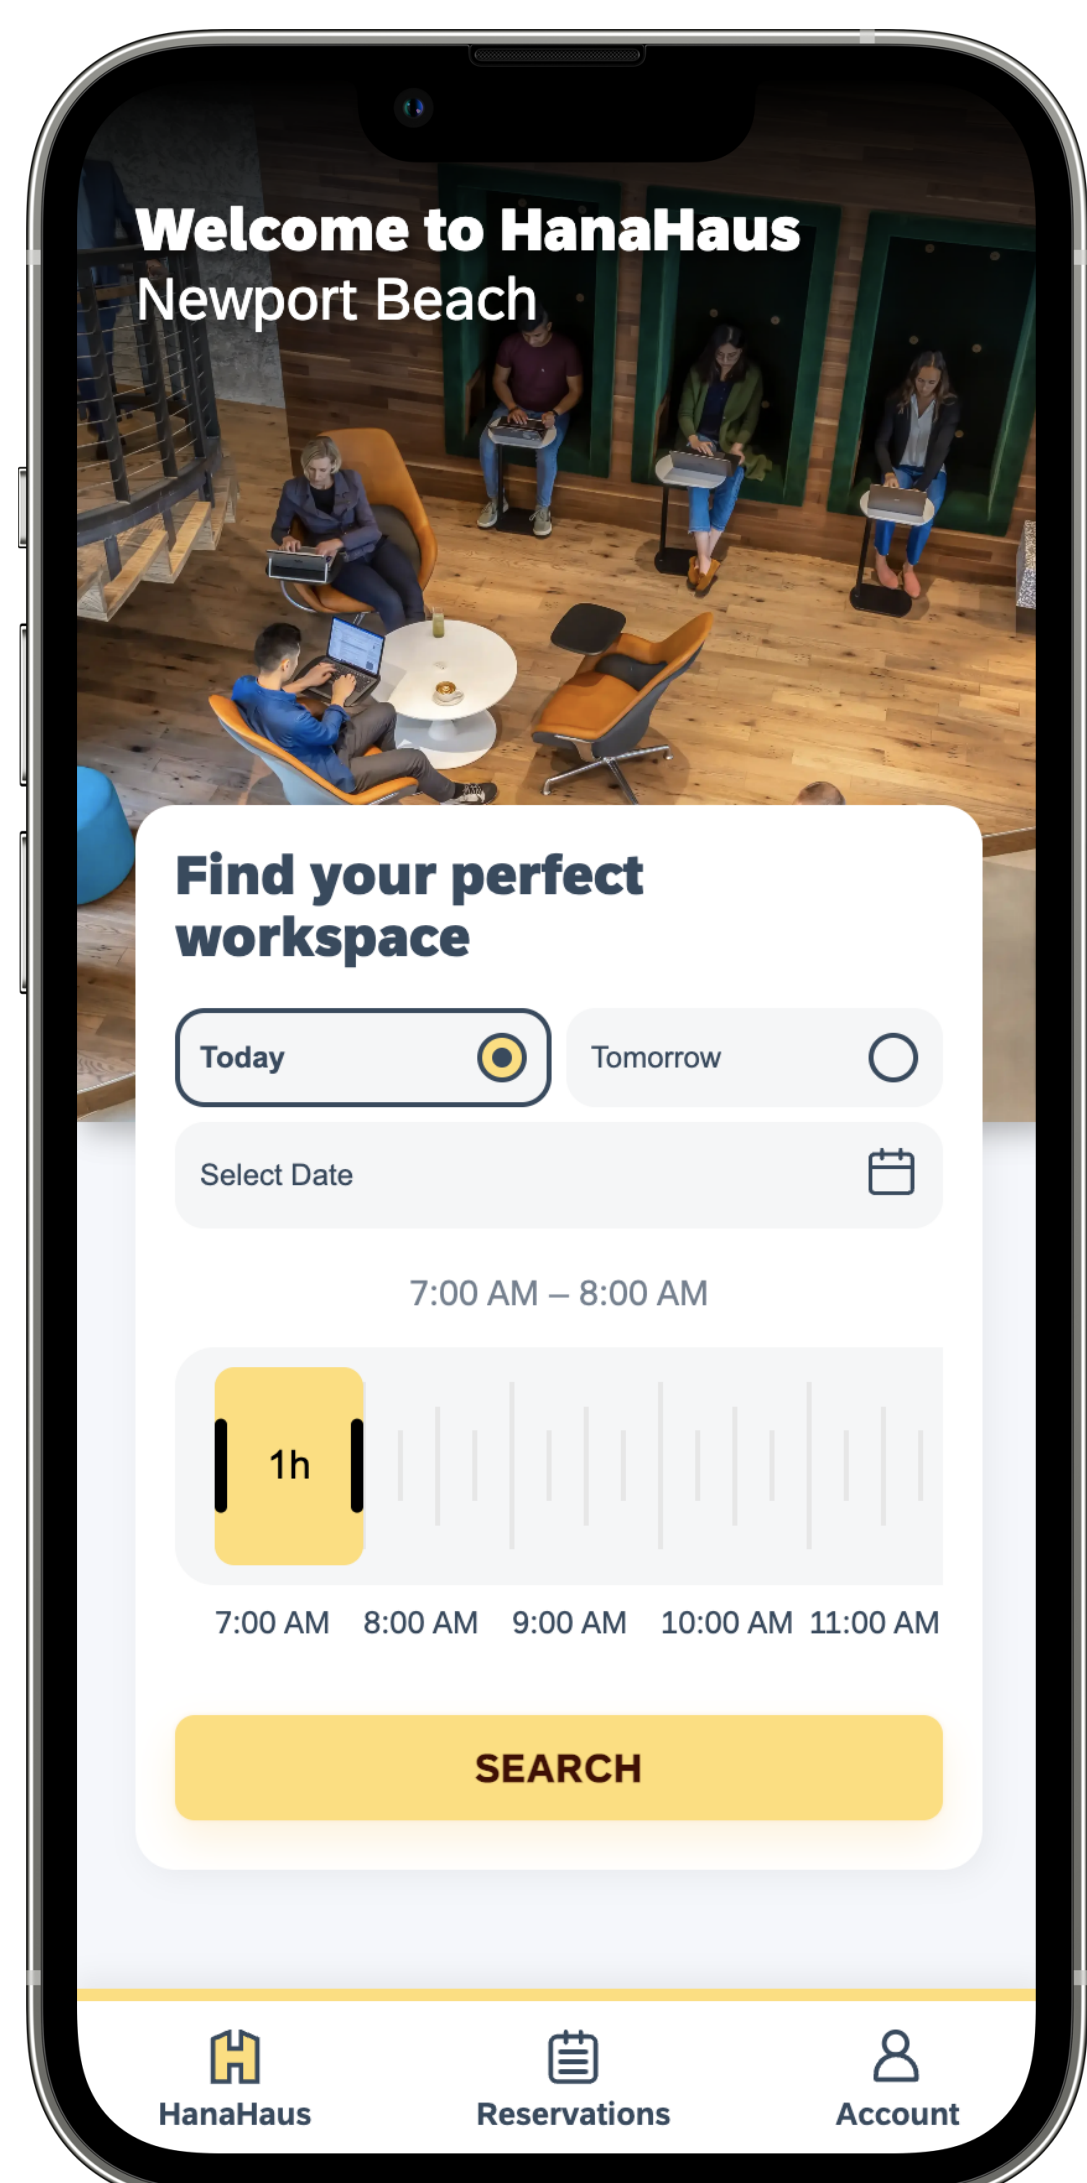 Welcome to HanaHaus
Newport Beach
Find your perfect
workspace
Today
Tomorrow
Select Date
7:00 AM – 8:00 AM
1h
7:00 AM 8:00 AM 9:00 AM 10:00 AM 11:00 AM
SEARCH
HanaHaus
Reservations
Account